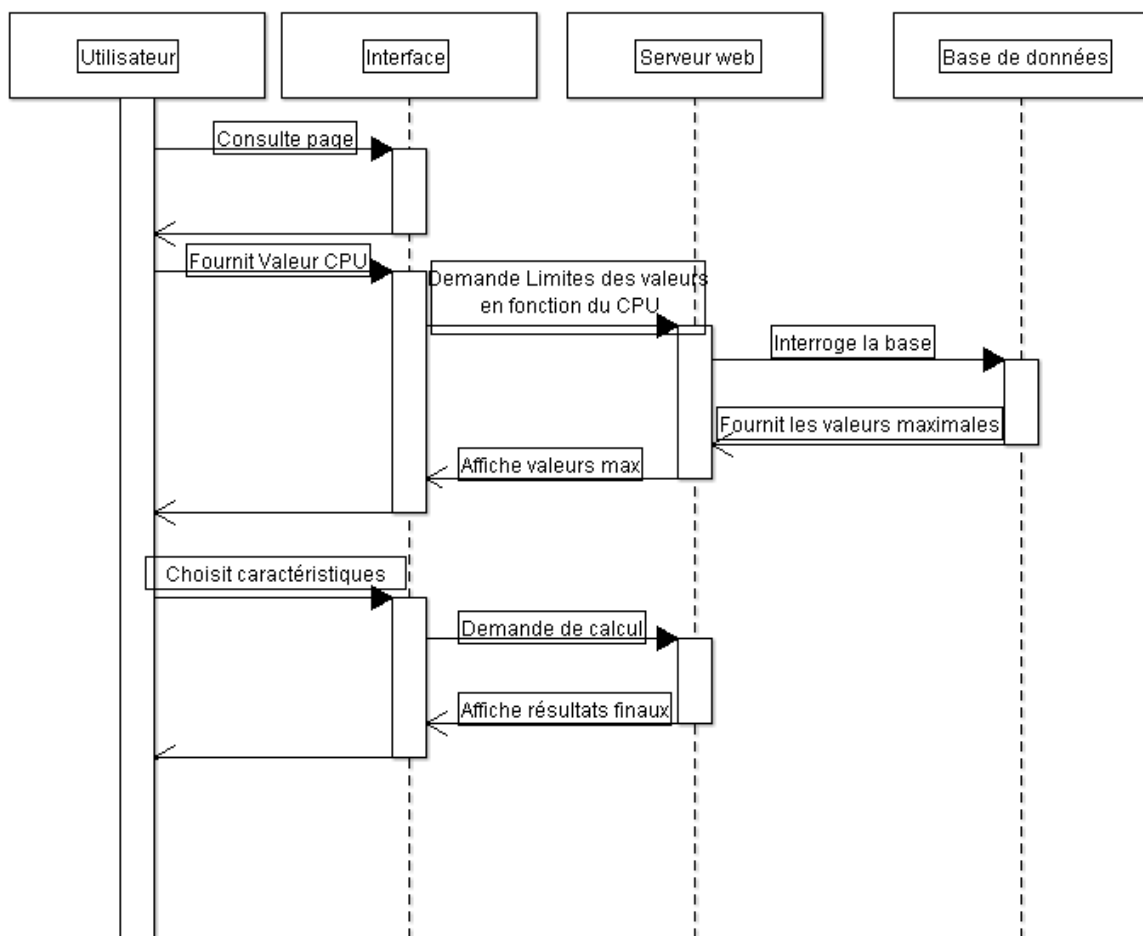 Utilisateur
Interface
Serveur web
Base de données
Consulte page
Fournit Valeur CPU
Demande Limites des valeurs
en fonction du CPU
Interroge la base
Fournit les valeurs maximales
Affiche valeurs max
Choisit caractéristiques
Demande de calcul
Affiche résultats finaux